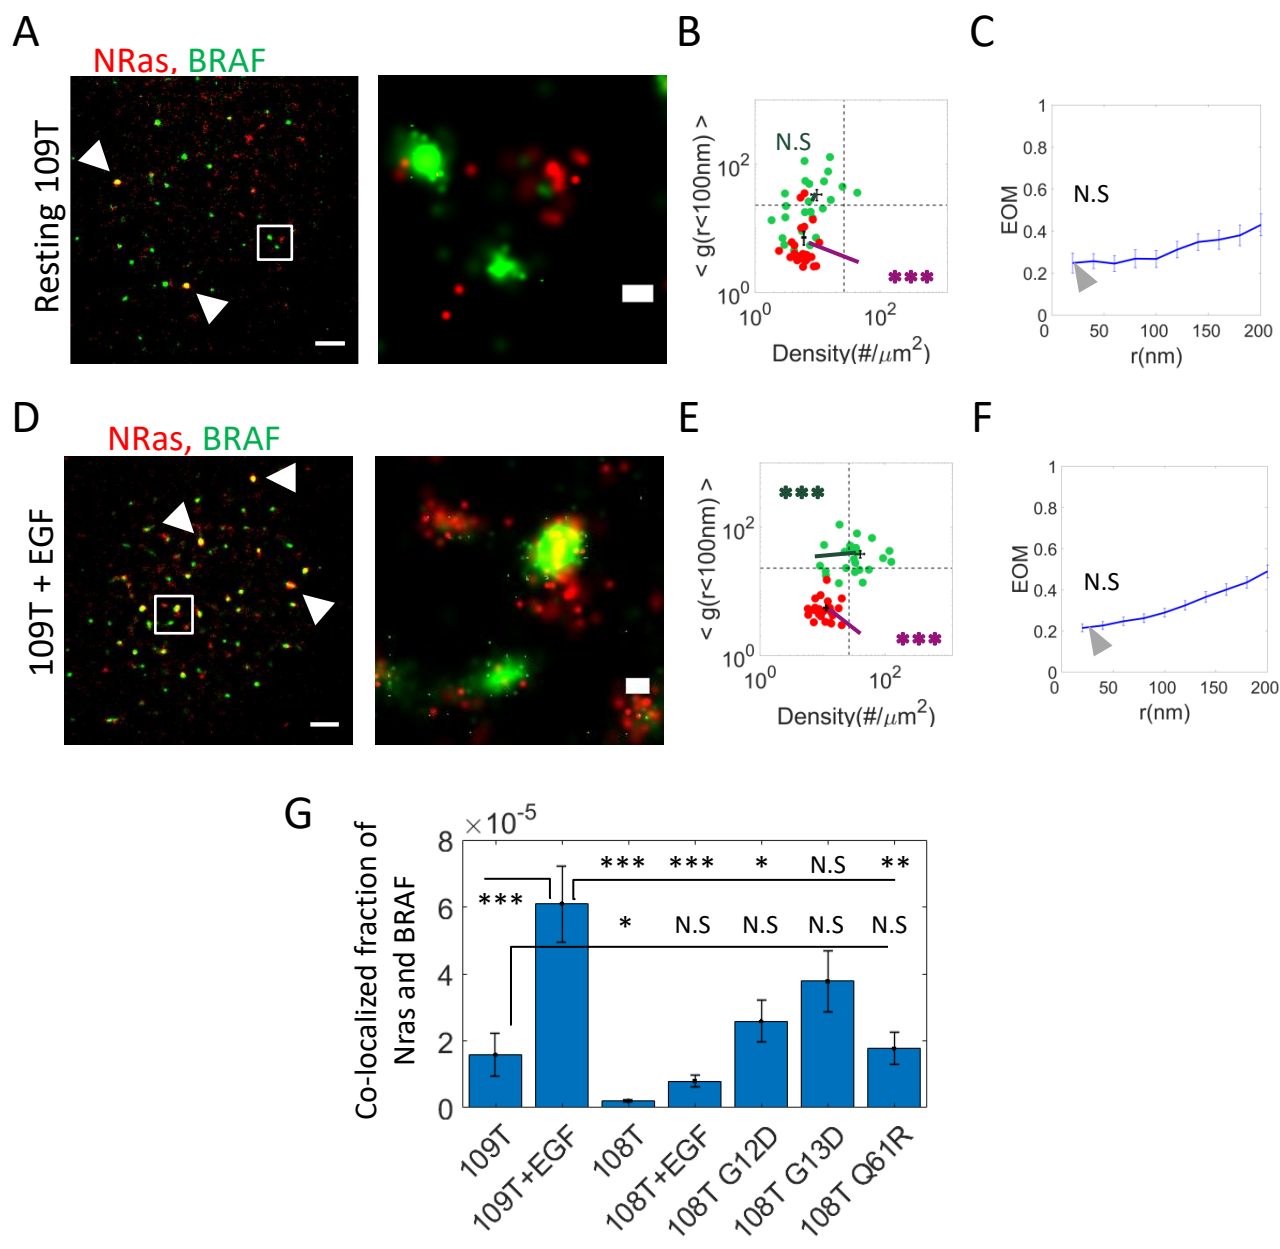 A
NRas, BRAF
Resting 109T
B
< g(r<100nm) >
10^2
10^0
N.S
***
10^0
10^2
Density(#/μm^2)
C
EOM
1
0.8
0.6
0.4
0.2
0
N.S
50
100
150
200
r(nm)
D
NRas, BRAF
109T + EGF
E
< g(r<100nm) >
10^2
10^0
***
***
10^0
10^2
Density(#/μm^2)
F
EOM
1
0.8
0.6
0.4
0.2
0
N.S
0
50
100
150
200
r(nm)
G
Co-localized fraction of
Nras and BRAF
×10^-5
8
6
4
2
0
*** *** * N.S **
***
* N.S N.S N.S N.S
109T
109T+EGF
108T
108T+EGF
108T G12D
108T G13D
108T Q61R